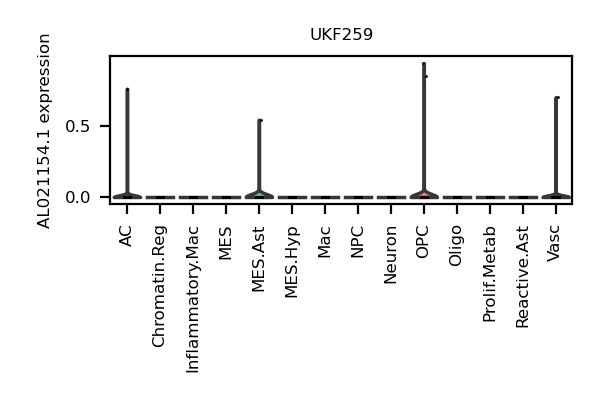 UKF259
AL021154.1 expression
0.5
0.0
AC
Chromatin.Reg
Inflammatory.Mac
MES
MES.Ast
MES.Hyp
Mac
NPC
Neuron
OPC
Oligo
Prolif.Metab
Reactive.Ast
Vasc